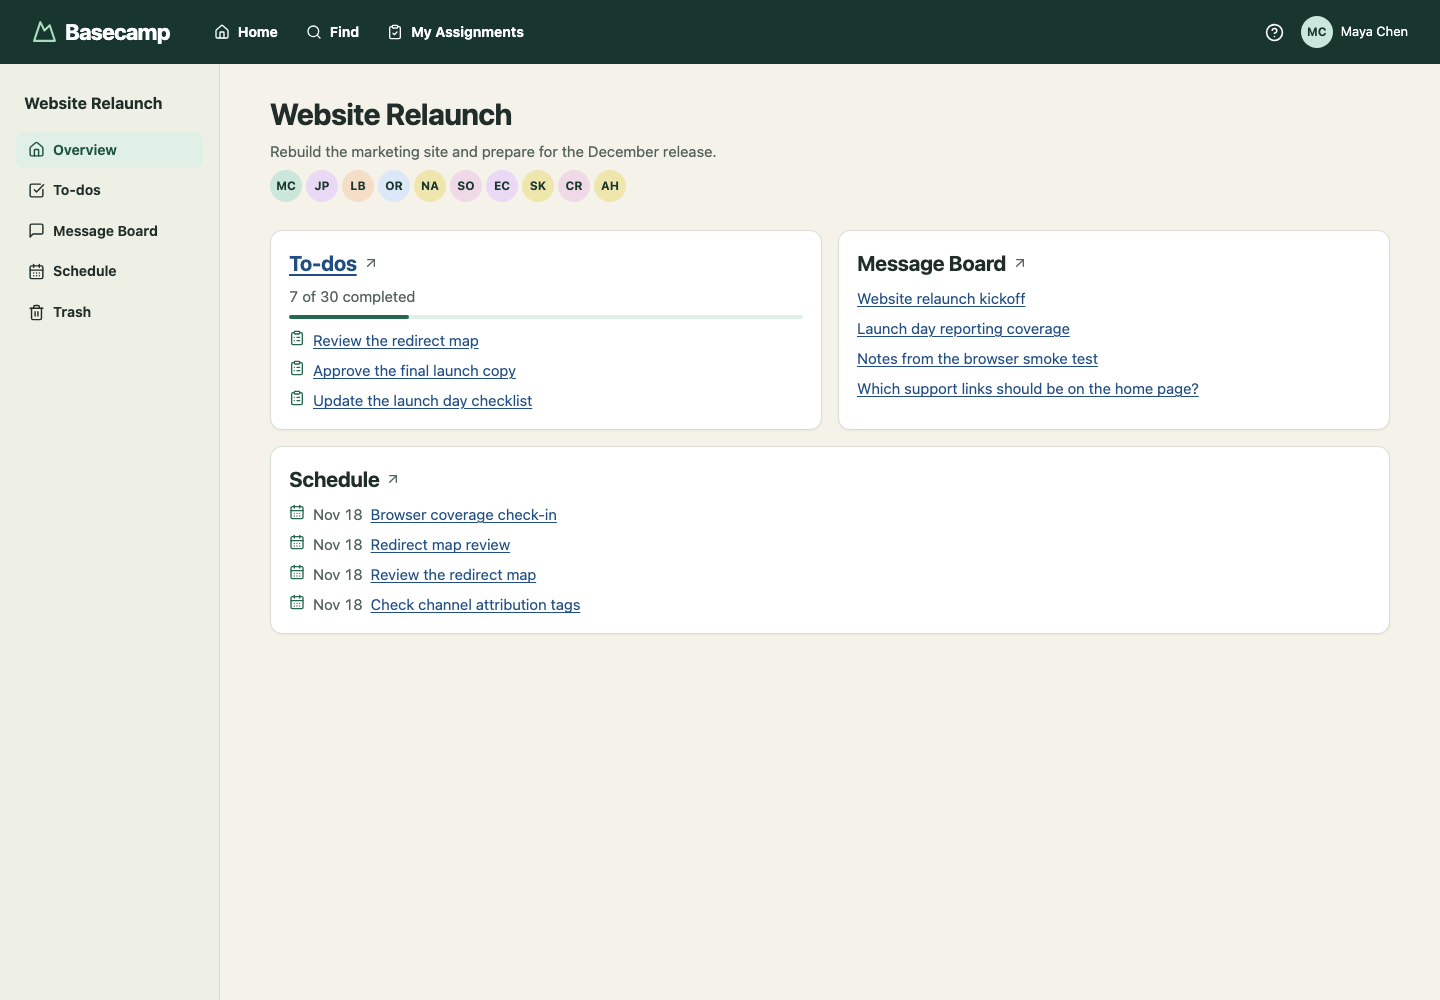 Basecamp
Home
Find
My Assignments
MC
Maya Chen
Website Relaunch
Overview
To-dos
Message Board
Schedule
Trash
Website Relaunch
Rebuild the marketing site and prepare for the December release.
MC JP LB OR NA SO EC SK CR AH
To-dos
7 of 30 completed
Review the redirect map
Approve the final launch copy
Update the launch day checklist
Message Board
Website relaunch kickoff
Launch day reporting coverage
Notes from the browser smoke test
Which support links should be on the home page?
Schedule
Nov 18 Browser coverage check-in
Nov 18 Redirect map review
Nov 18 Review the redirect map
Nov 18 Check channel attribution tags